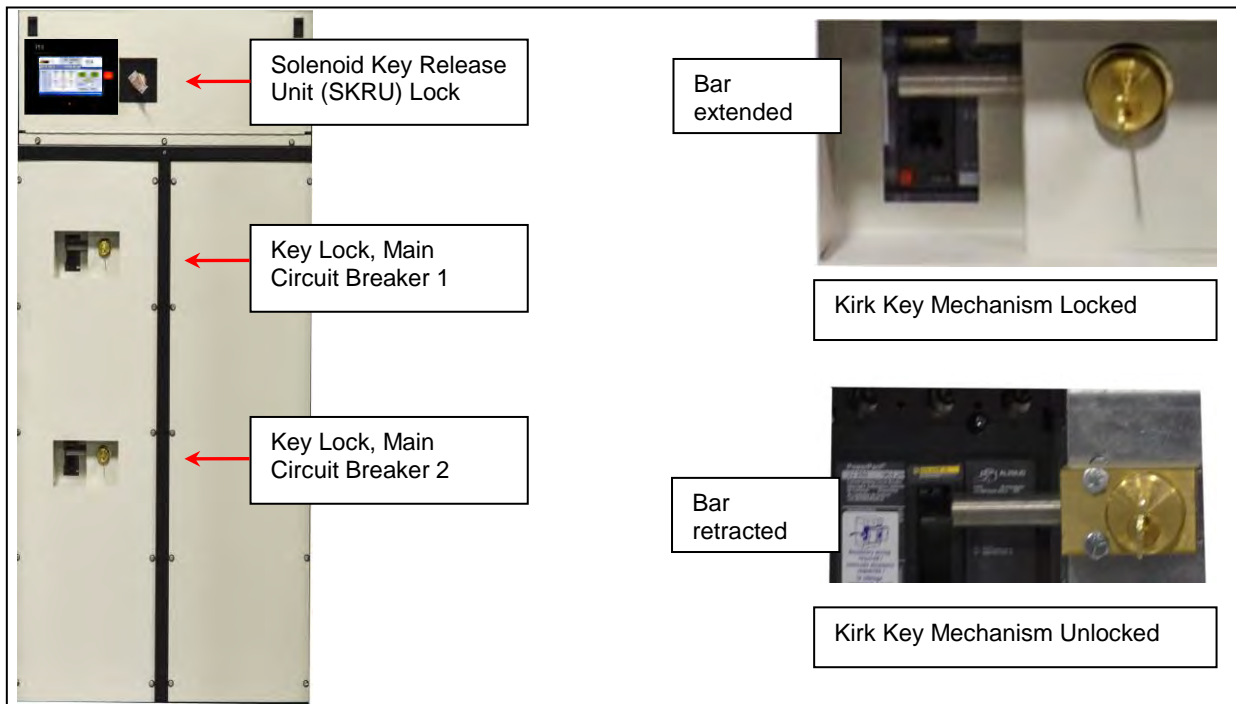 Solenoid Key Release
Unit (SKRU) Lock
Key Lock, Main
Circuit Breaker 1
Key Lock, Main
Circuit Breaker 2
Bar
extended
Kirk Key Mechanism Locked
Bar
retracted
Kirk Key Mechanism Unlocked